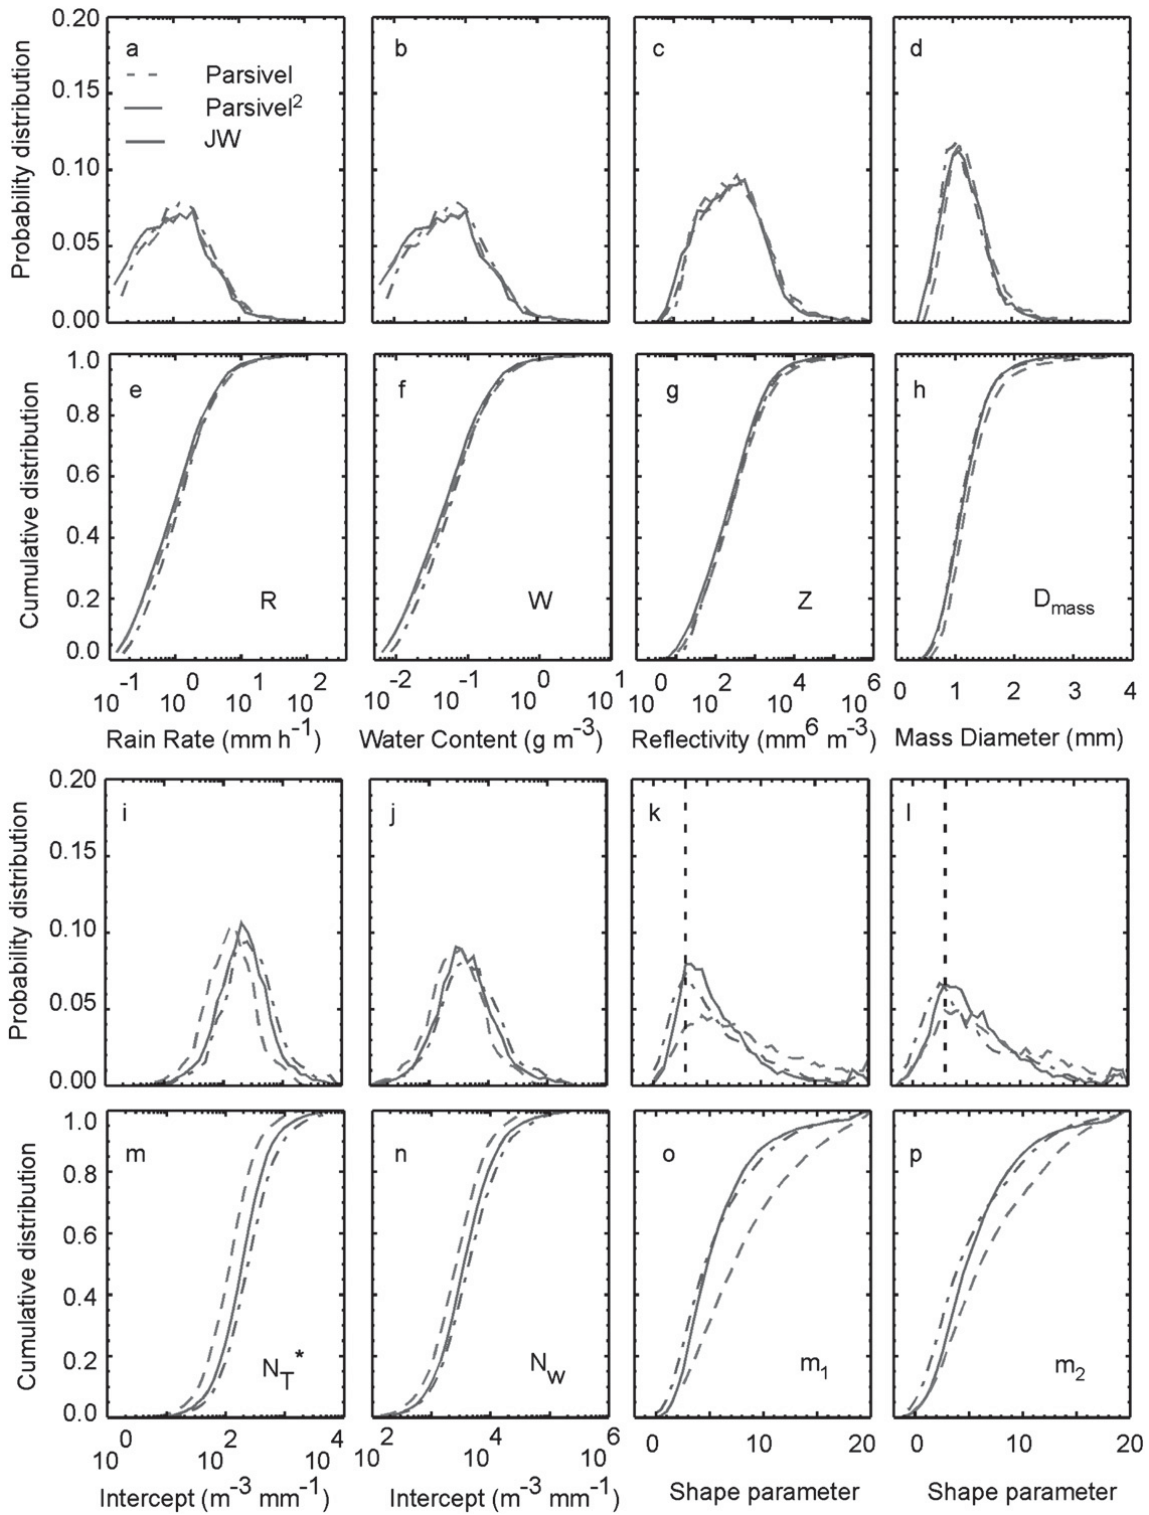 0.20
0.15
0.10
0.05
0.00
Probability distribution
a
Parsivel
Parsivel²
JW
b
c
d
1.0
0.8
0.6
0.4
0.2
0.0
Cumulative distribution
e
R
f
W
g
Z
h
D_mass
10⁻¹ 10⁰ 10¹ 10²
Rain Rate (mm h⁻¹)
10⁻² 10⁻¹ 10⁰ 10¹
Water Content (g m⁻³)
10⁰ 10² 10⁴ 10⁶
Reflectivity (mm⁶ m⁻³)
0 1 2 3 4
Mass Diameter (mm)
0.20
0.15
0.10
0.05
0.00
Probability distribution
i
j
k
l
1.0
0.8
0.6
0.4
0.2
0.0
Cumulative distribution
m
N_T*
n
N_W
o
m₁
p
m₂
10⁰ 10² 10⁴
Intercept (m⁻³ mm⁻¹)
10² 10⁴ 10⁶
Intercept (m⁻³ mm⁻¹)
0 10 20
Shape parameter
0 10 20
Shape parameter